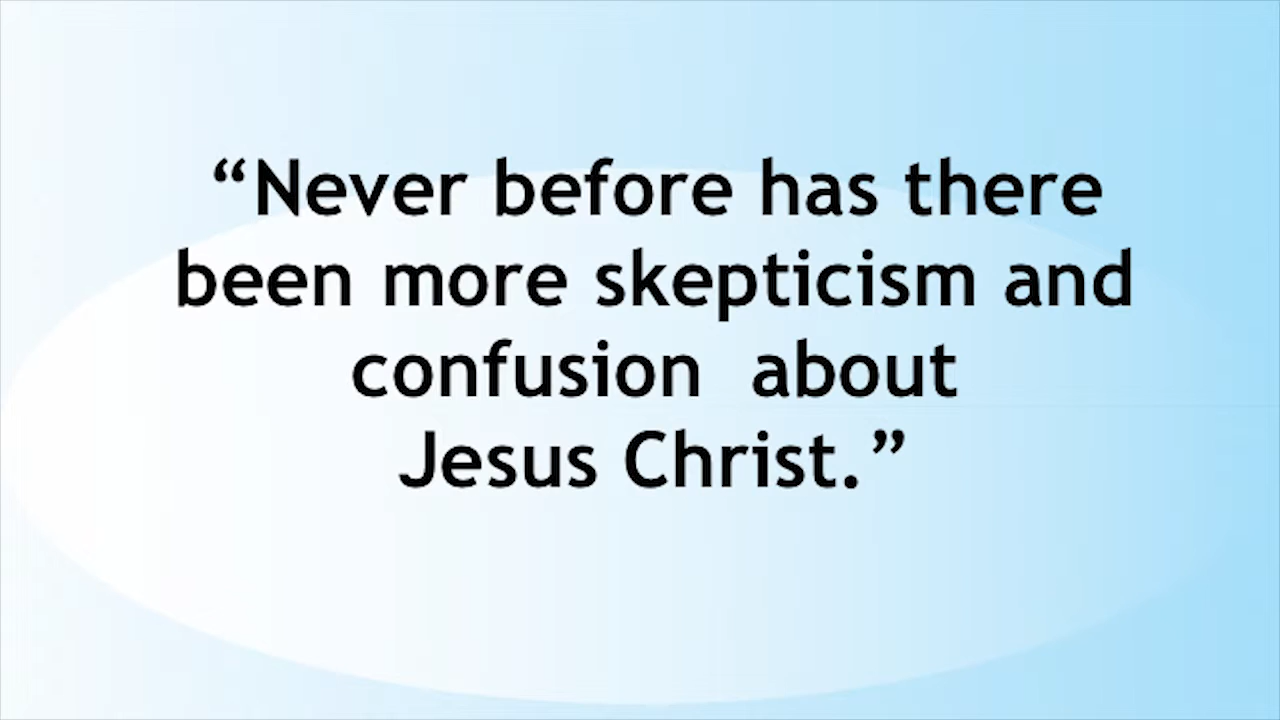 “Never before has there
been more skepticism and
confusion  about
Jesus Christ.”